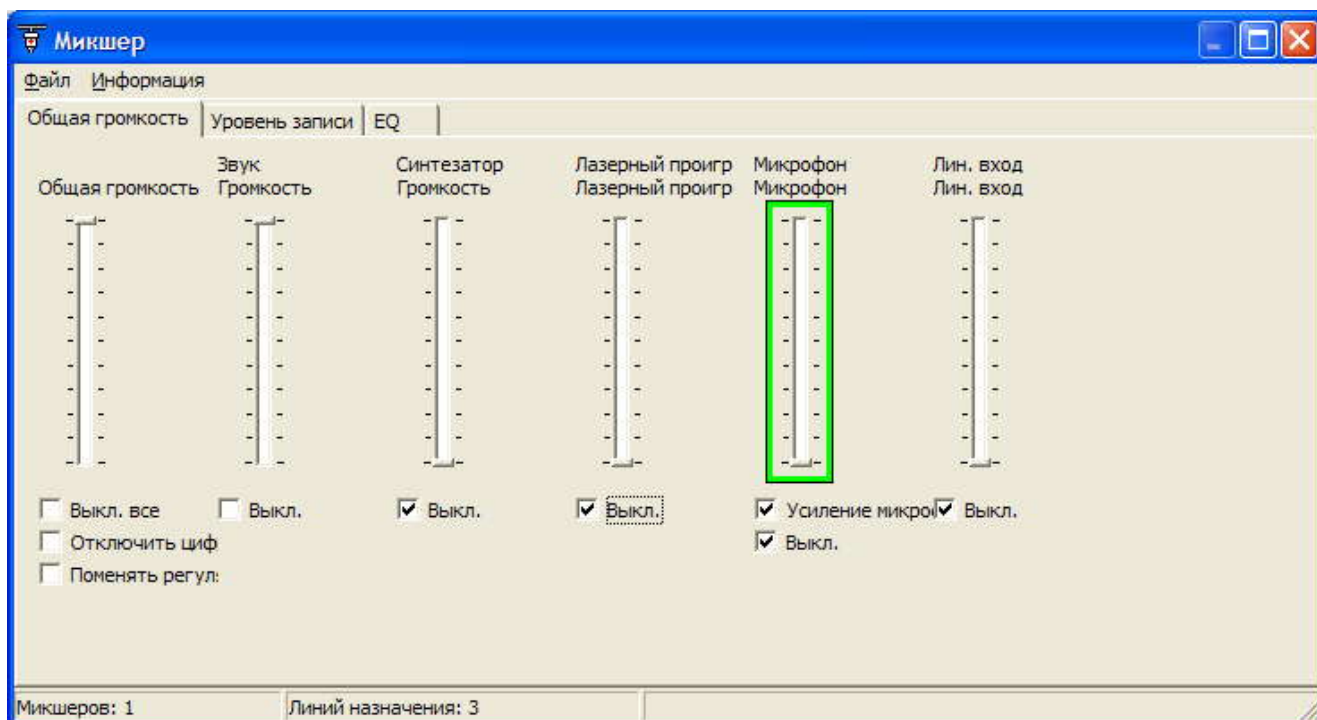 Микшер
Файл Информация
Общая громкость Уровень записи EQ
Звук Синтезатор Лазерный проигр Микрофон Лин. вход
Общая громкость Громкость Громкость Лазерный проигр Микрофон Лин. вход
Выкл. все Выкл. Выкл. Выкл. Усиление микро Выкл.
Отключить циф Выкл.
Поменять регул
Микшеров: 1 Линий назначения: 3